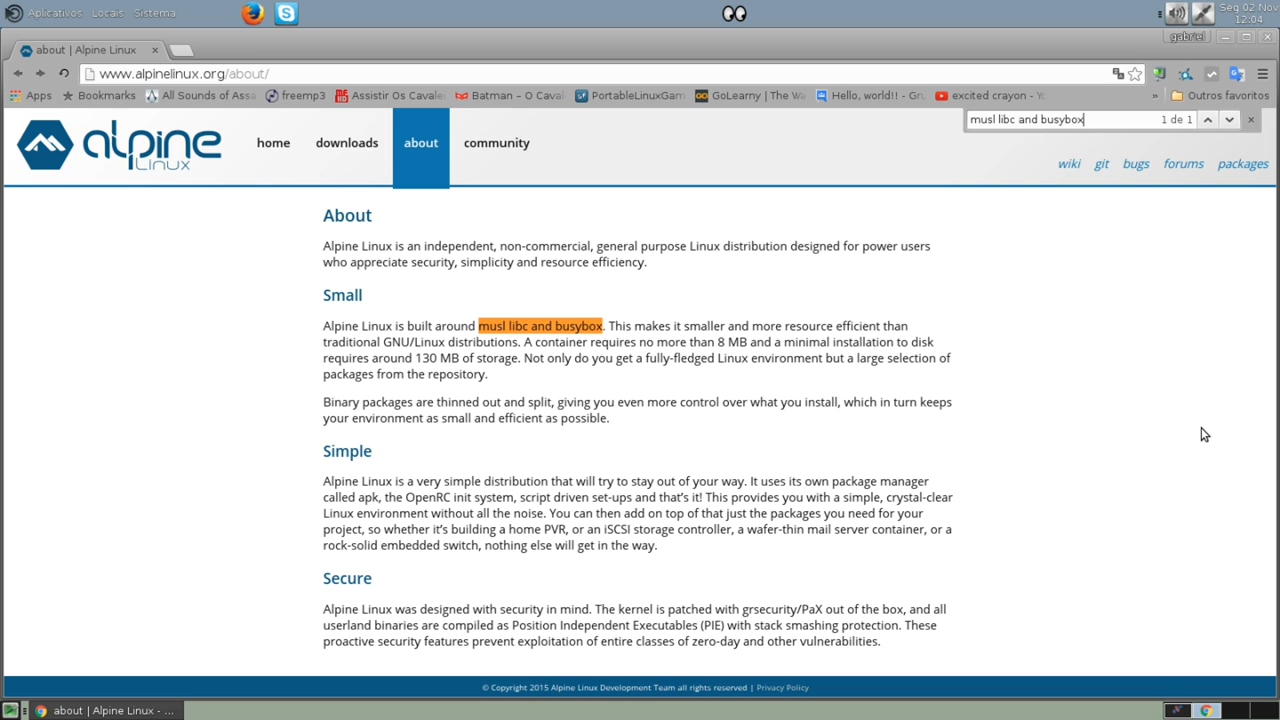 Aplicativos Locais Sistema
Seg 02 Nov
12:04
about | Alpine Linux
gabriel
www.alpinelinux.org/about/
Apps Bookmarks All Sounds of Assa freemp3 Assistir Os Cavale Batman – O Caval PortableLinuxGam GoLearny | The Wa Hello, world!! - Gru excited crayon - Yo » Outros favoritos
musl libc and busybox 1 de 1
alpine
LINUX
home downloads about community
wiki git bugs forums packages
About
Alpine Linux is an independent, non-commercial, general purpose Linux distribution designed for power users
who appreciate security, simplicity and resource efficiency.
Small
Alpine Linux is built around musl libc and busybox. This makes it smaller and more resource efficient than
traditional GNU/Linux distributions. A container requires no more than 8 MB and a minimal installation to disk
requires around 130 MB of storage. Not only do you get a fully-fledged Linux environment but a large selection of
packages from the repository.
Binary packages are thinned out and split, giving you even more control over what you install, which in turn keeps
your environment as small and efficient as possible.
Simple
Alpine Linux is a very simple distribution that will try to stay out of your way. It uses its own package manager
called apk, the OpenRC init system, script driven set-ups and that's it! This provides you with a simple, crystal-clear
Linux environment without all the noise. You can then add on top of that just the packages you need for your
project, so whether it's building a home PVR, or an iSCSI storage controller, a wafer-thin mail server container, or a
rock-solid embedded switch, nothing else will get in the way.
Secure
Alpine Linux was designed with security in mind. The kernel is patched with grsecurity/PaX out of the box, and all
userland binaries are compiled as Position Independent Executables (PIE) with stack smashing protection. These
proactive security features prevent exploitation of entire classes of zero-day and other vulnerabilities.
© Copyright 2015 Alpine Linux Development Team all rights reserved | Privacy Policy
about | Alpine Linux - ...